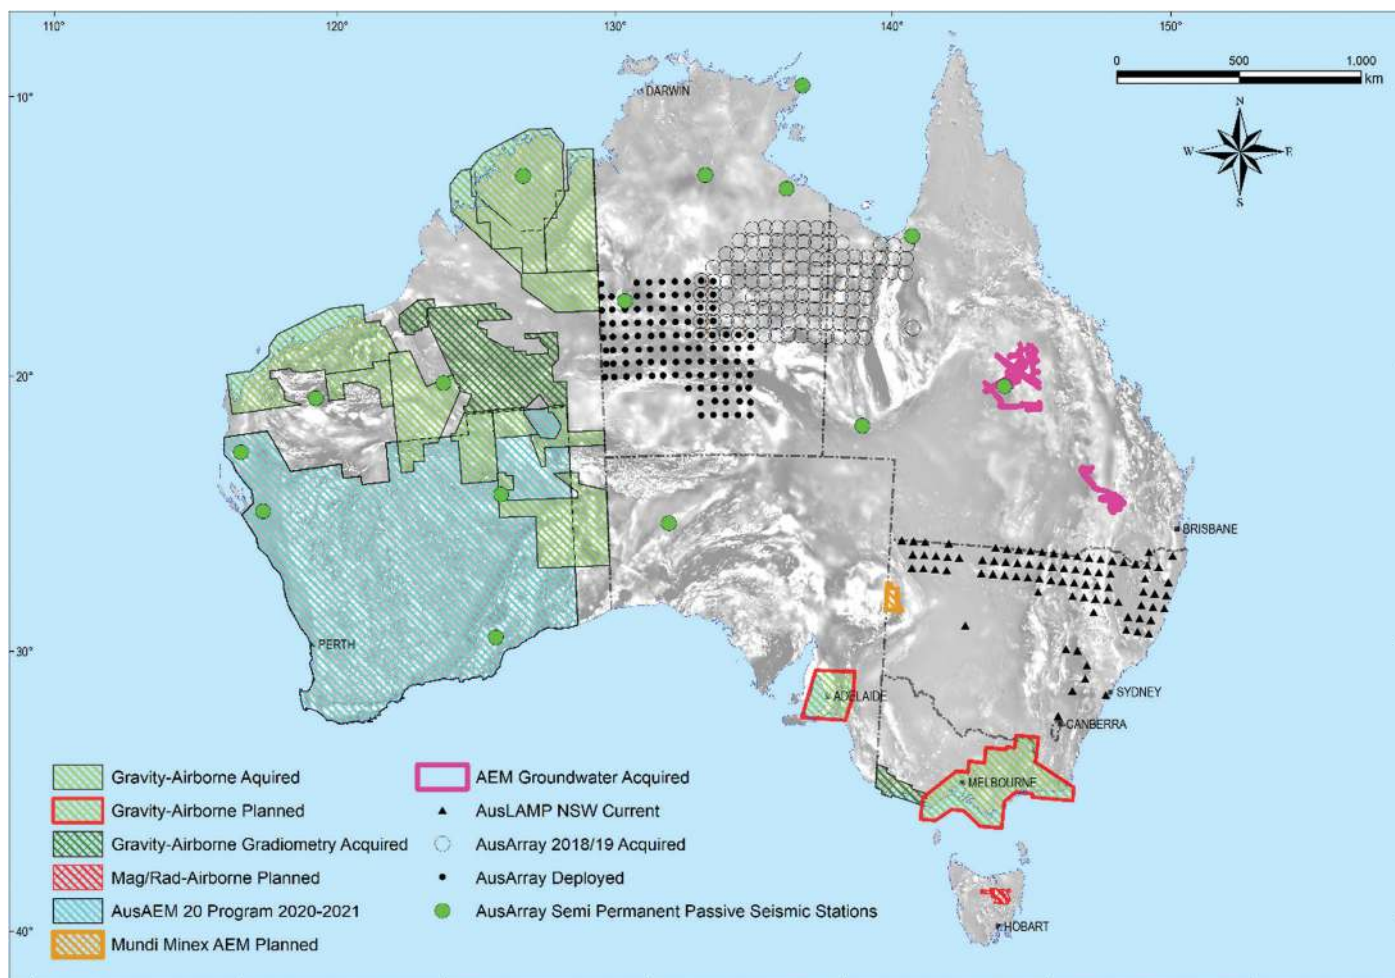 110° 120° 130° 140° 150°
0 500 1.000
km
10°
DARWIN
N
W E
S
20°
BRISBANE
30°
PERTH
ADELAIDE
SYDNEY
CANBERRA
MELBOURNE
Gravity-Airborne Aquired
Gravity-Airborne Planned
Gravity-Airborne Gradiometry Acquired
Mag/Rad-Airborne Planned
AusAEM 20 Program 2020-2021
Mundi Minex AEM Planned
AEM Groundwater Acquired
AusLAMP NSW Current
AusArray 2018/19 Acquired
AusArray Deployed
AusArray Semi Permanent Passive Seismic Stations
HOBART
40°